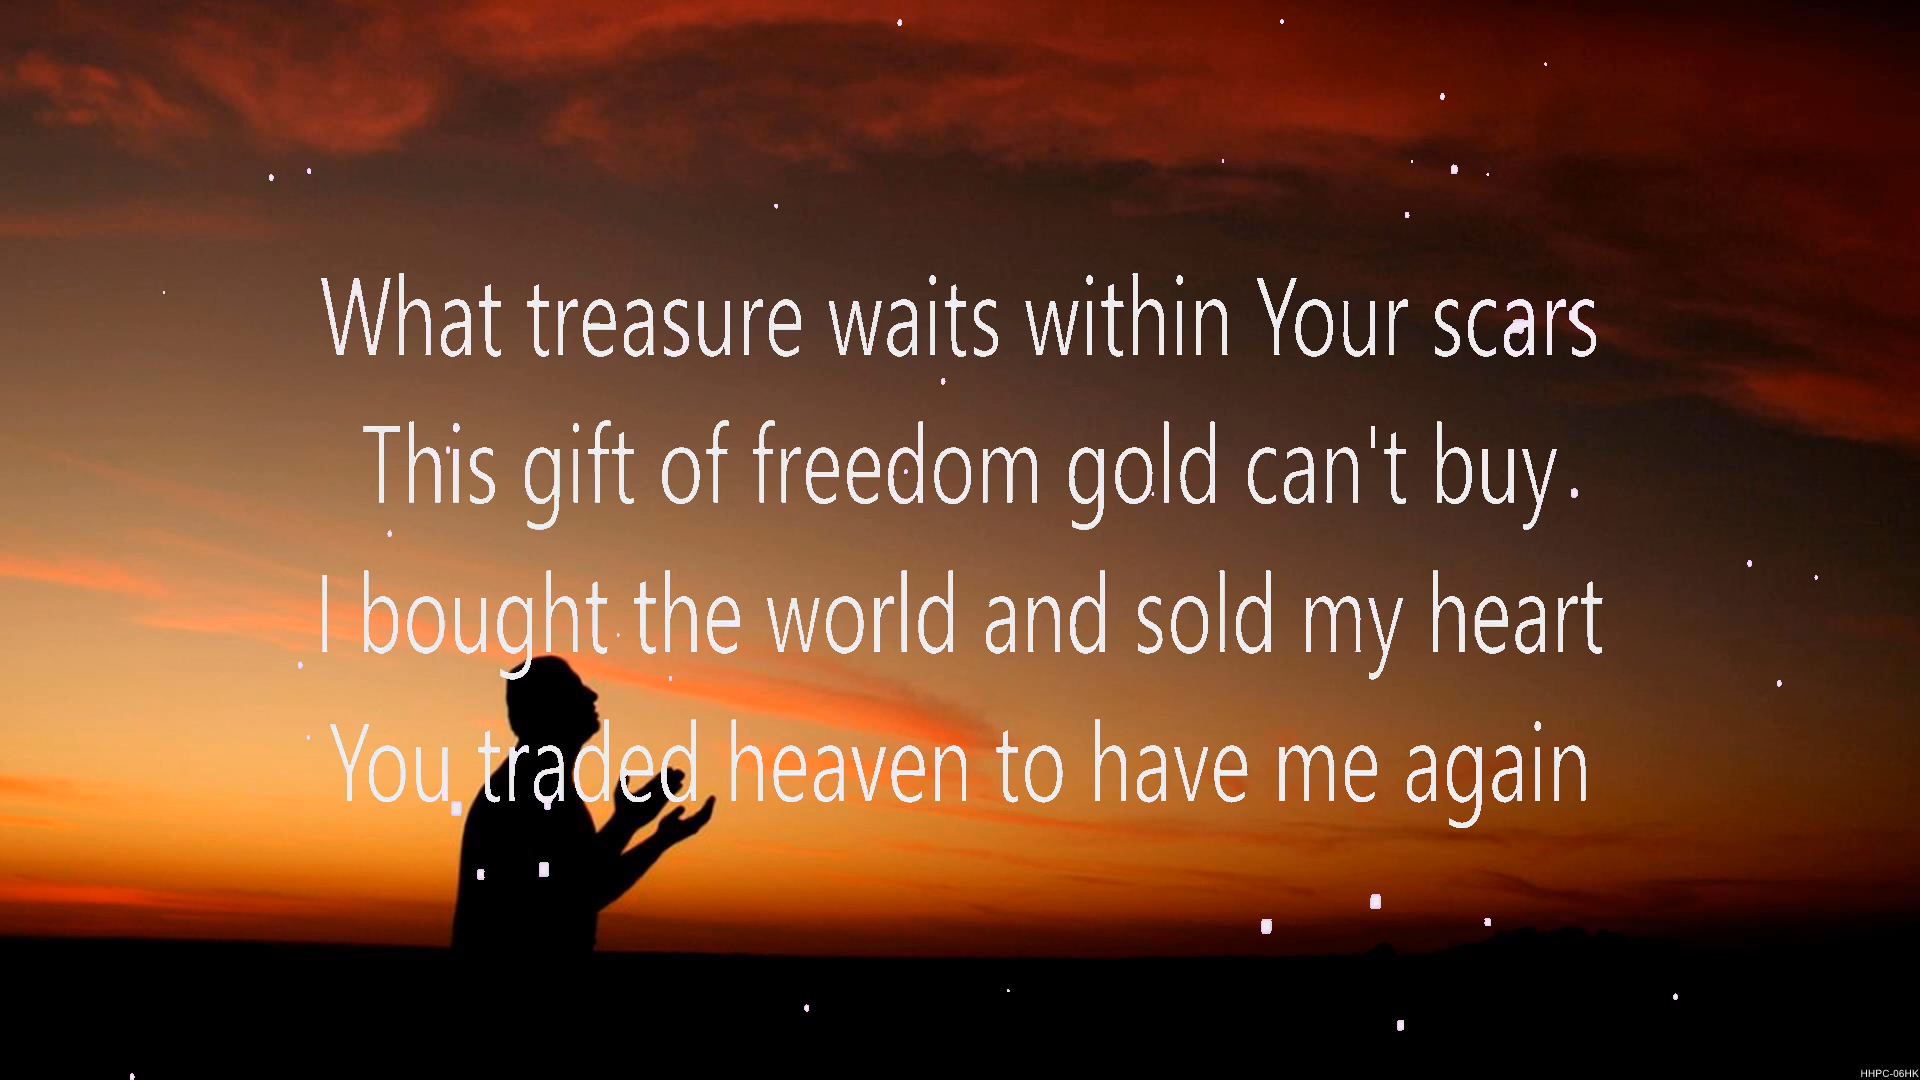 What treasure waits within Your scars
This gift of freedom gold can't buy
I bought the world and sold my heart
You traded heaven to have me again
HHPC-06HK